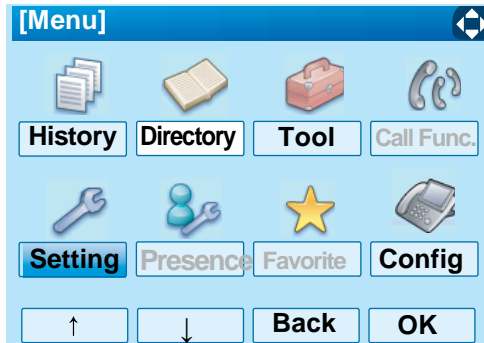 [Menu]
History Directory Tool Call Func.
Setting Presence Favorite Config
↑ ↓ Back OK